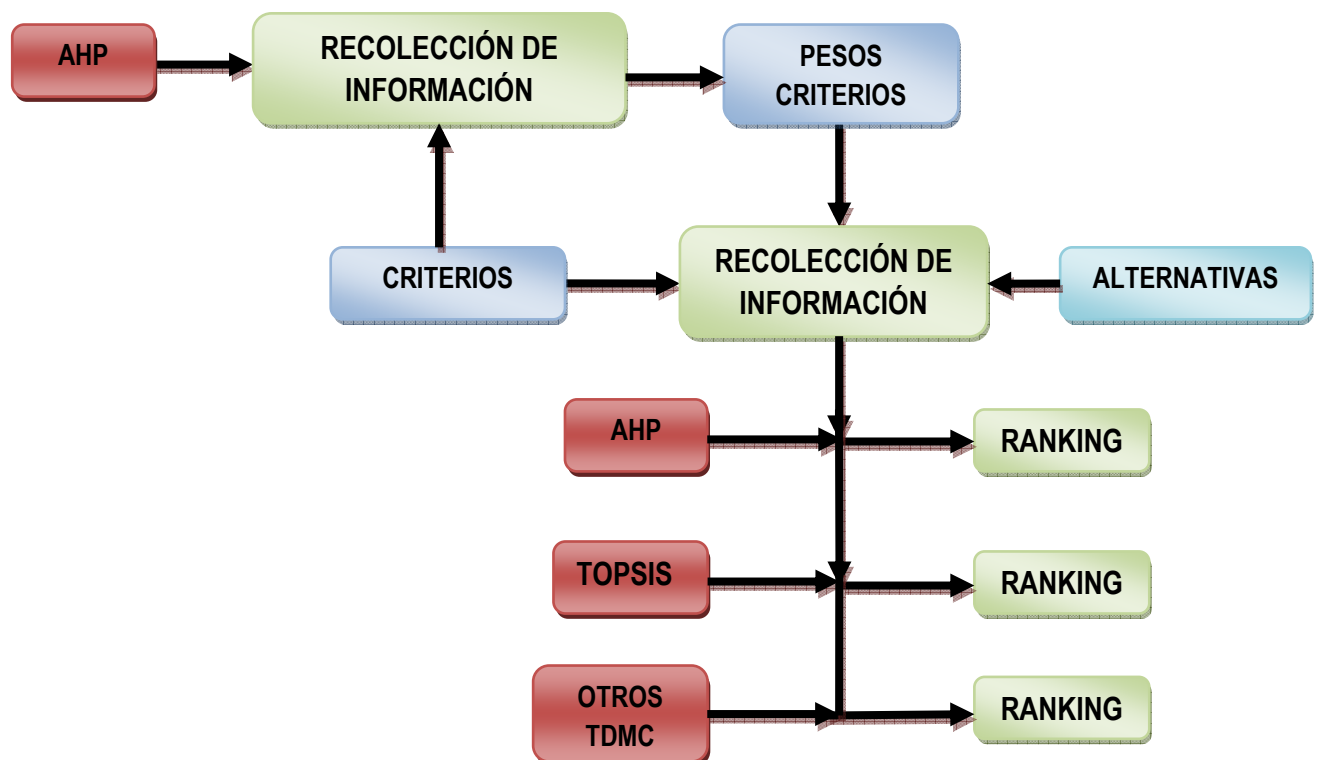 AHP
RECOLECCIÓN DE
INFORMACIÓN
PESOS
CRITERIOS
CRITERIOS
RECOLECCIÓN DE
INFORMACIÓN
ALTERNATIVAS
AHP
RANKING
TOPSIS
RANKING
OTROS
TDMC
RANKING